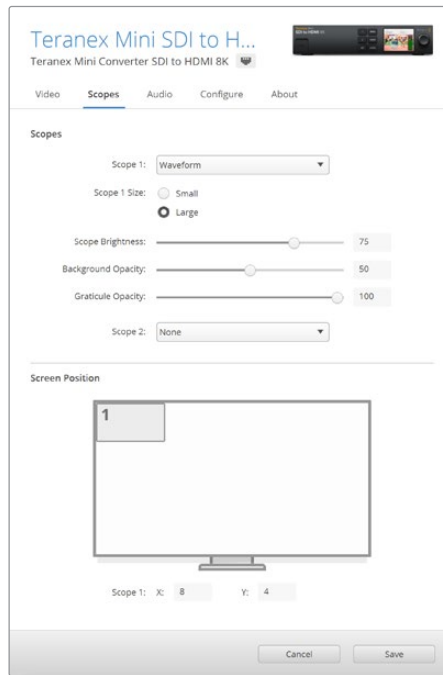 Teranex Mini SDI to H...
Teranex Mini Converter SDI to HDMI 8K
Video Scopes Audio Configure About
Scopes
Scope 1: Waveform
Scope 1 Size: Small
Large
Scope Brightness: 75
Background Opacity: 50
Graticule Opacity: 100
Scope 2: None
Screen Position
1
Scope 1: X: 8 Y: 4
Cancel Save